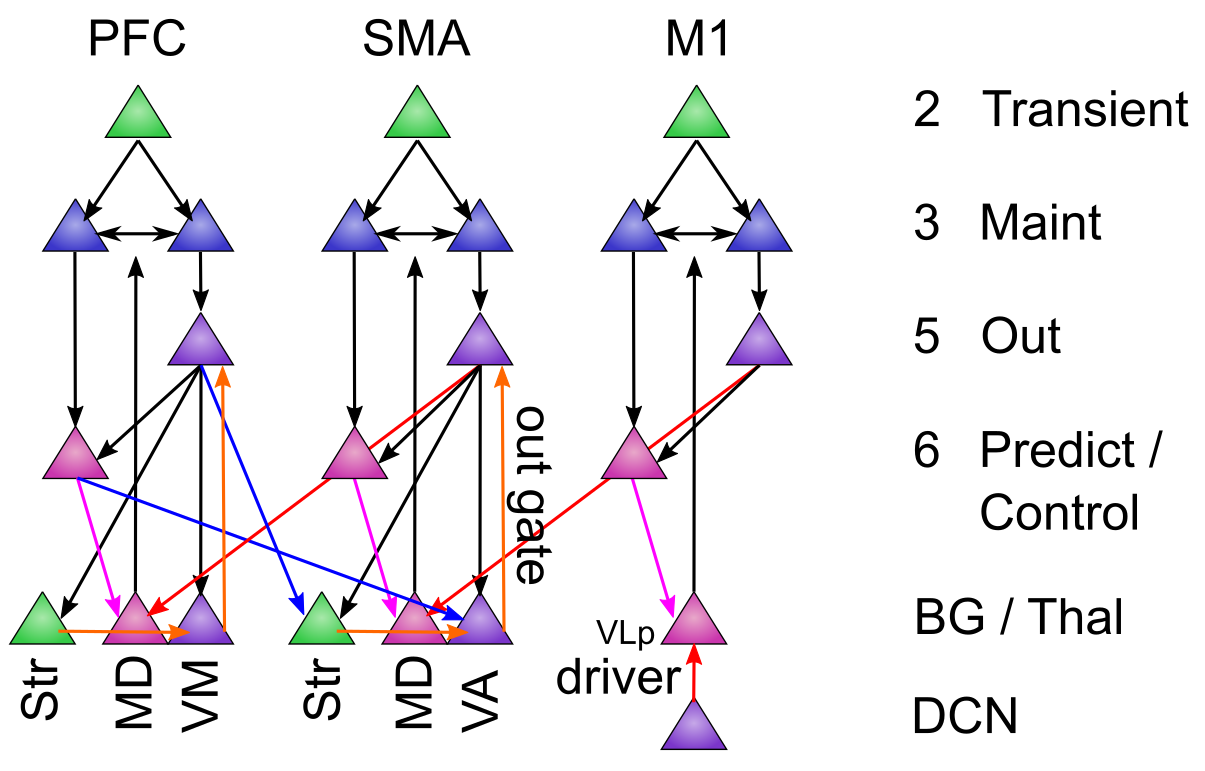 PFC SMA M1
2 Transient
3 Maint
5 Out
6 Predict /
Control
out gate
BG / Thal
VLp
driver
Str MD VM Str MD VA
DCN